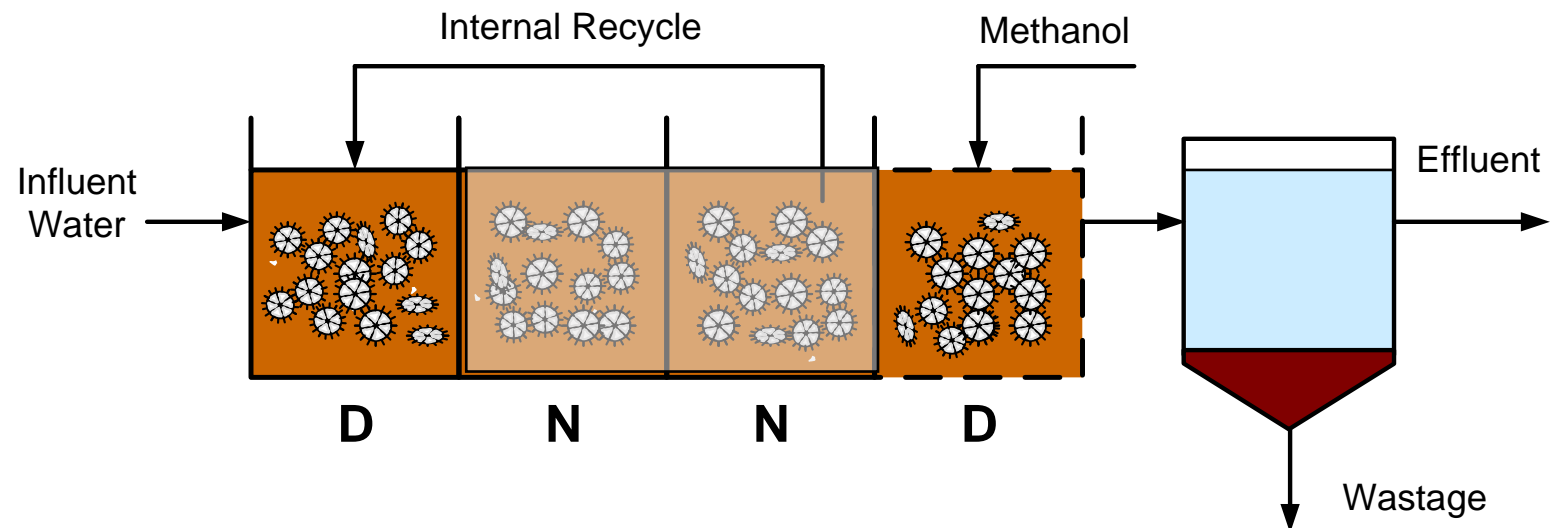 Internal Recycle
Methanol
Influent
Water
Effluent
D
N
N
D
Wastage